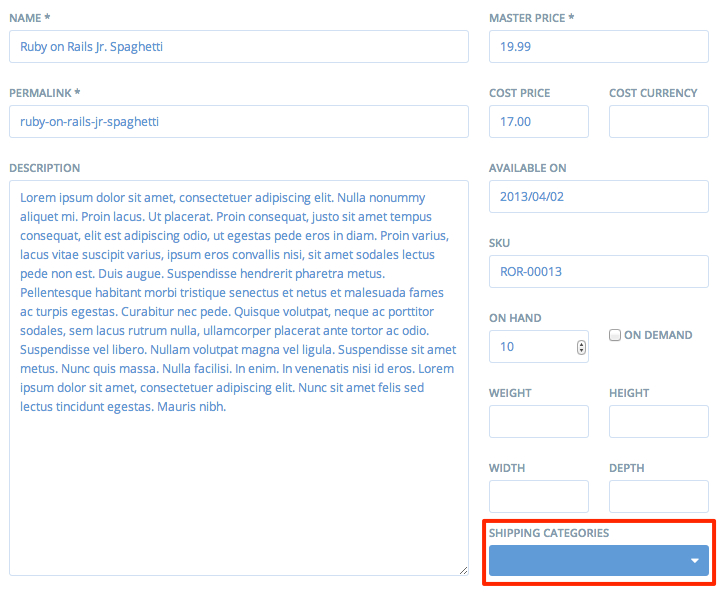 NAME *
Ruby on Rails Jr. Spaghetti
PERMALINK *
ruby-on-rails-jr-spaghetti
DESCRIPTION
Lorem ipsum dolor sit amet, consectetuer adipiscing elit. Nulla nonummy
aliquet mi. Proin lacus. Ut placerat. Proin consequat, justo sit amet tempus
consequat, elit est adipiscing odio, ut egestas pede eros in diam. Proin varius,
lacus vitae suscipit varius, ipsum eros convallis nisi, sit amet sodales lectus
pede non est. Duis augue. Suspendisse hendrerit pharetra metus.
Pellentesque habitant morbi tristique senectus et netus et malesuada fames
ac turpis egestas. Curabitur nec pede. Quisque volutpat, neque ac porttitor
sodales, sem lacus rutrum nulla, ullamcorper placerat ante tortor ac odio.
Suspendisse vel libero. Nullam volutpat magna vel ligula. Suspendisse sit amet
metus. Nunc quis massa. Nulla facilisi. In enim. In venenatis nisi id eros. Lorem
ipsum dolor sit amet, consectetuer adipiscing elit. Nunc sit amet felis sed
lectus tincidunt egestas. Mauris nibh.
MASTER PRICE *
19.99
COST PRICE
17.00
COST CURRENCY
AVAILABLE ON
2013/04/02
SKU
ROR-00013
ON HAND
10
ON DEMAND
WEIGHT
HEIGHT
WIDTH
DEPTH
SHIPPING CATEGORIES